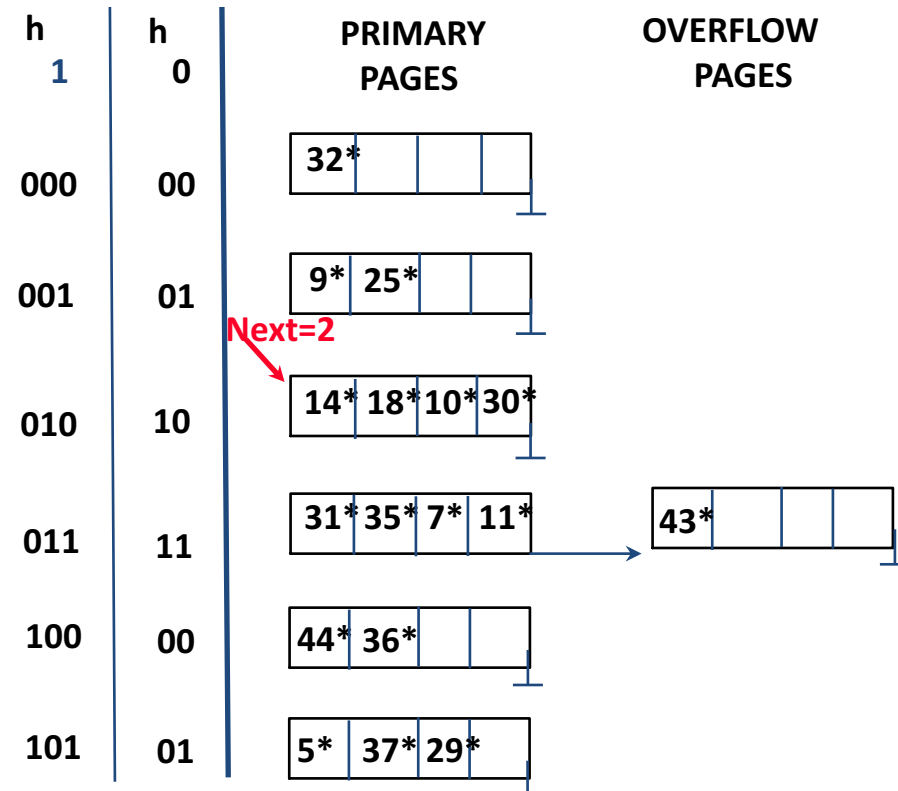 h h PRIMARY OVERFLOW
1 0 PAGES PAGES
000 00 32*
001 01 9* 25*
Next=2
010 10 14* 18* 10* 30*
011 11 31* 35* 7* 11* 43*
100 00 44* 36*
101 01 5* 37* 29*